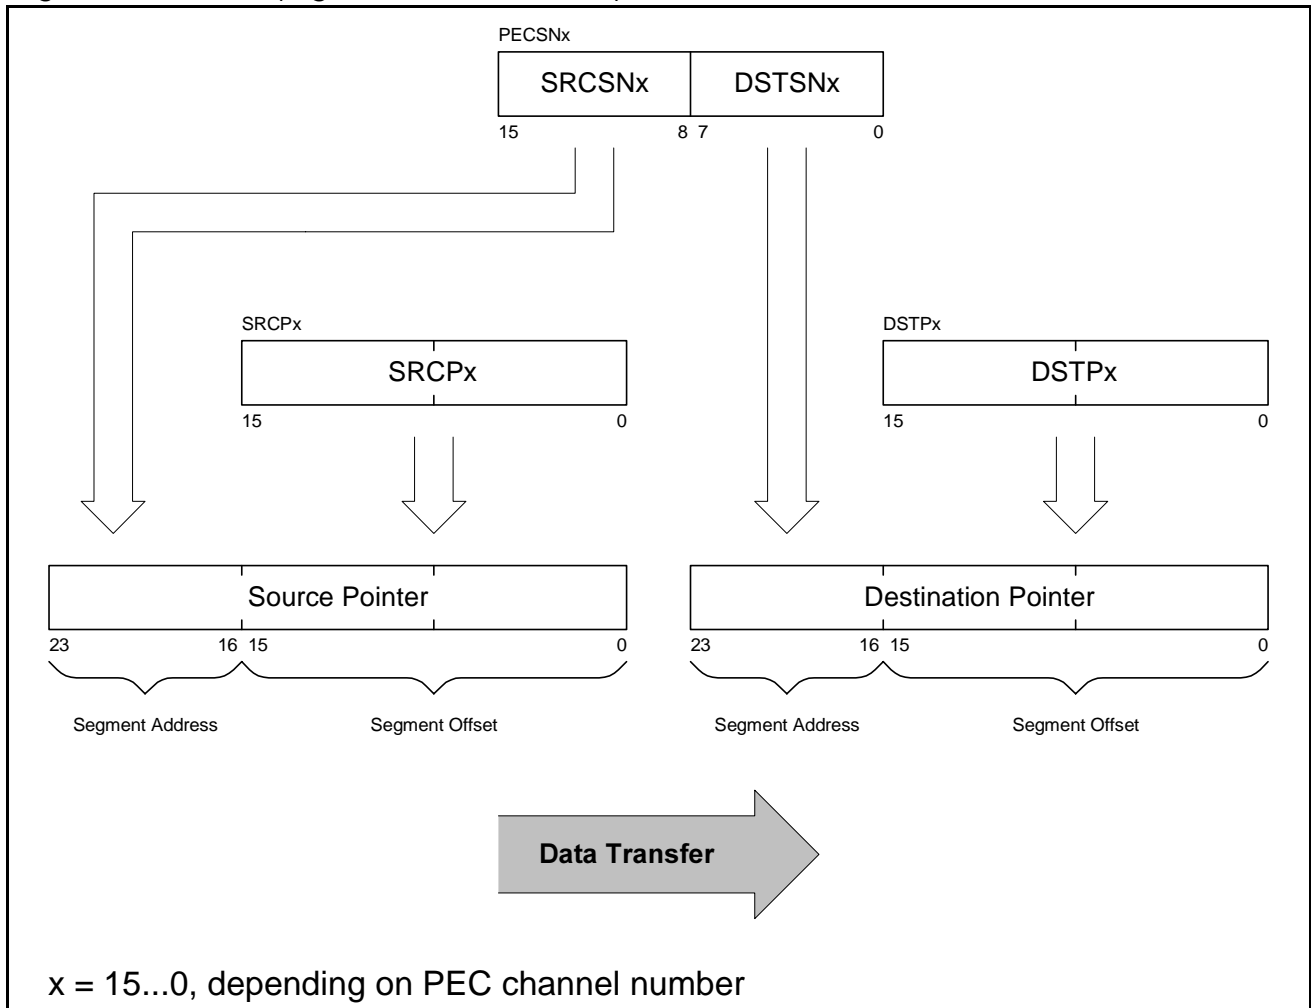 PECSNx
SRCSNx DSTSNx
15 8 7 0
SRCPx DSTPx
SRCPx DSTPx
15 0 15 0
Source Pointer Destination Pointer
23 16 15 0 23 16 15 0
Segment Address Segment Offset Segment Address Segment Offset
Data Transfer
x = 15...0, depending on PEC channel number